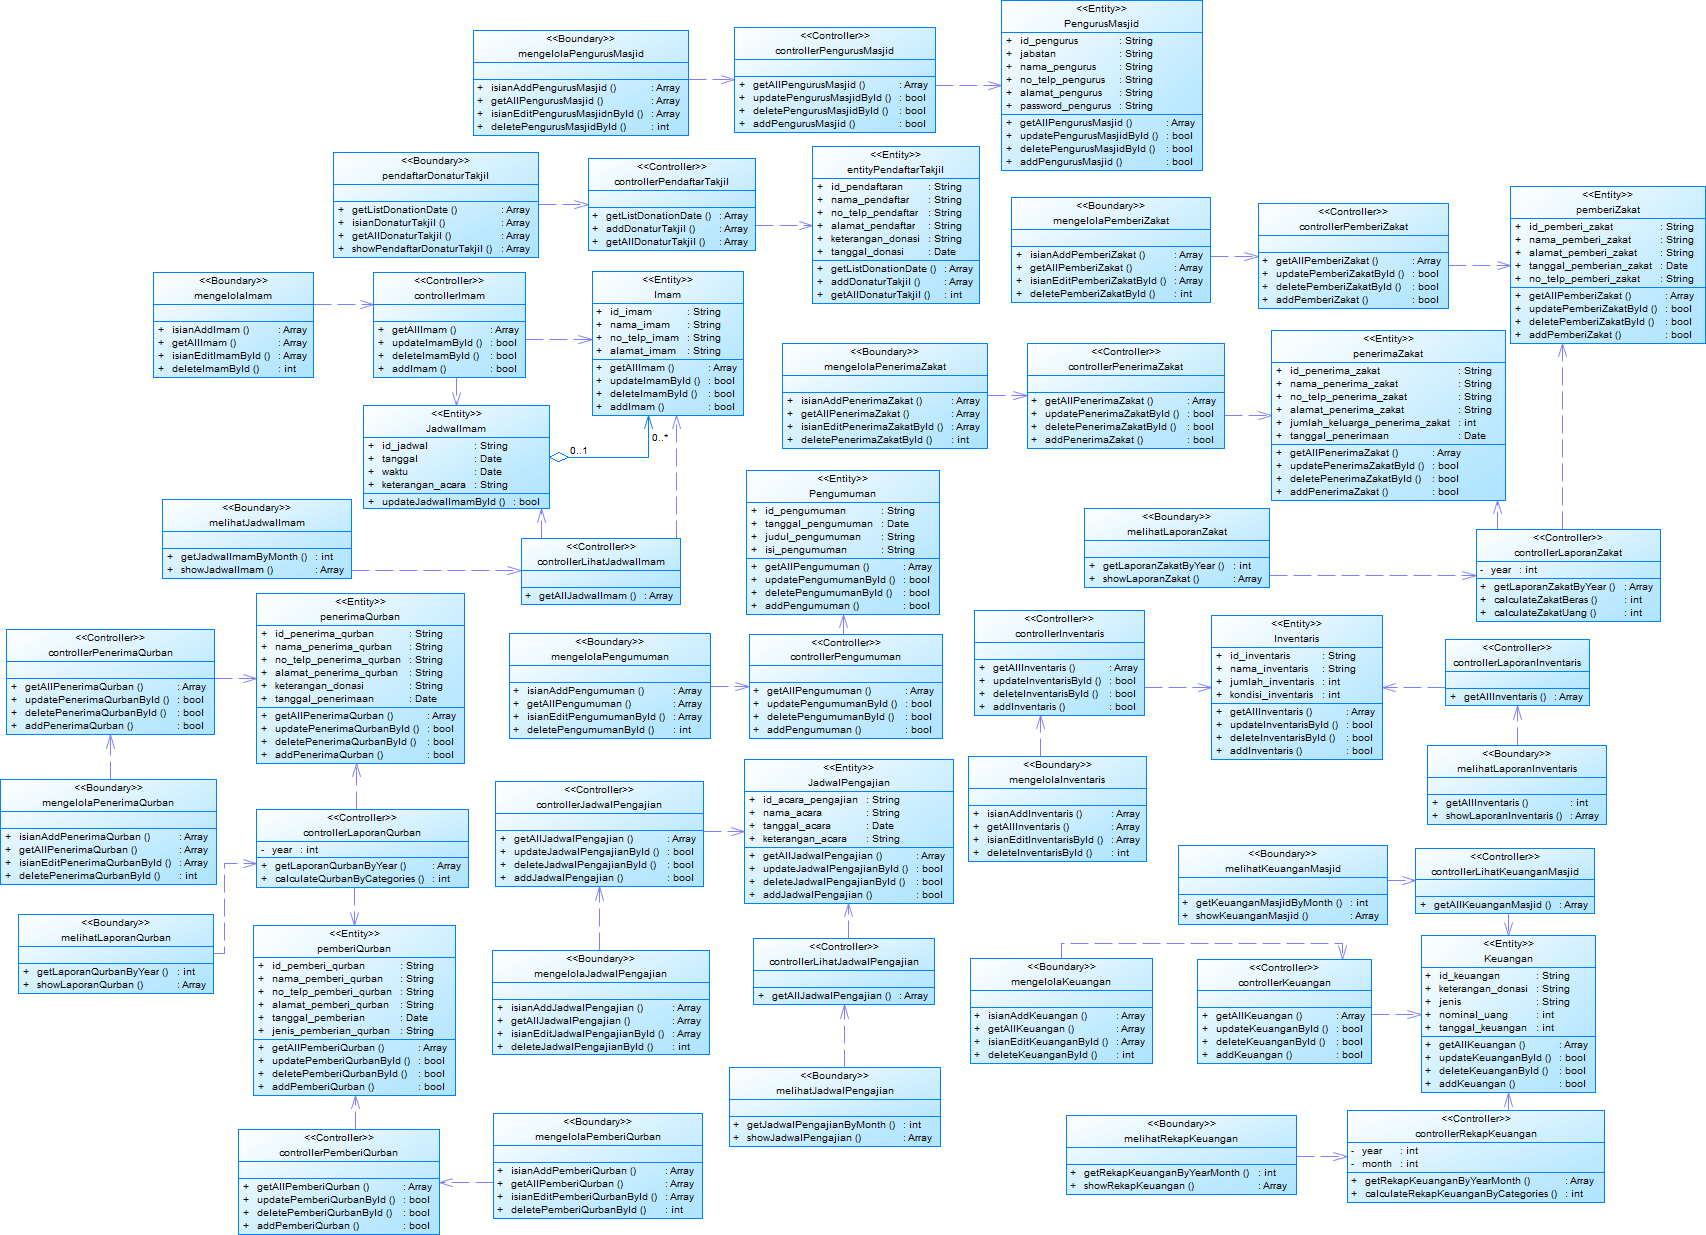 <<Boundary>>
mengelolaPengurusMasjid
+ isianAddPengurusMasjid () : Array
+ getAllPengurusMasjid () : Array
+ isianEditPengurusMasjidnById () : Array
+ deletePengurusMasjidById () : int
<<Controller>>
controllerPengurusMasjid
+ getAllPengurusMasjid () : Array
+ updatePengurusMasjidById () : bool
+ deletePengurusMasjidById () : bool
+ addPengurusMasjid () : bool
<<Entity>>
PengurusMasjid
+ id_pengurus : String
+ jabatan : String
+ nama_pengurus : String
+ no_telp_pengurus : String
+ alamat_pengurus : String
+ password_pengurus : String
+ getAllPengurusMasjid () : Array
+ updatePengurusMasjidById () : bool
+ deletePengurusMasjidById () : bool
+ addPengurusMasjid () : bool
<<Boundary>>
pendaftarDonaturTakjil
+ getListDonationDate () : Array
+ isianDonaturTakjil () : Array
+ getAllDonaturTakjil () : Array
+ showPendaftarDonaturTakjil () : Array
<<Controller>>
controllerPendaftarTakjil
+ getListDonationDate () : Array
+ addDonaturTakjil () : Array
+ getAllDonaturTakjil () : Array
<<Entity>>
entityPendaftarTakjil
+ id_pendaftaran : String
+ nama_pendaftar : String
+ no_telp_pendaftar : String
+ alamat_pendaftar : String
+ keterangan_donasi : String
+ tanggal_donasi : Date
+ getListDonationDate () : Array
+ addDonaturTakjil () : Array
+ getAllDonaturTakjil () : int
<<Boundary>>
mengelolaPemberiZakat
+ isianAddPemberiZakat () : Array
+ getAllPemberiZakat () : Array
+ isianEditPemberiZakatById () : Array
+ deletePemberiZakatById () : int
<<Controller>>
controllerPemberiZakat
+ getAllPemberiZakat () : Array
+ updatePemberiZakatById () : bool
+ deletePemberiZakatById () : bool
+ addPemberiZakat () : bool
<<Entity>>
pemberiZakat
+ id_pemberi_zakat : String
+ nama_pemberi_zakat : String
+ alamat_pemberi_zakat : String
+ tanggal_pemberian_zakat : Date
+ no_telp_pemberi_zakat : String
+ getAllPemberiZakat () : Array
+ updatePemberiZakatById () : bool
+ deletePemberiZakatById () : bool
+ addPemberiZakat () : bool
<<Boundary>>
mengelolaImam
+ isianAddImam () : Array
+ getAllImam () : Array
+ isianEditImamById () : Array
+ deleteImamById () : int
<<Controller>>
controllerImam
+ getAllImam () : Array
+ updateImamById () : bool
+ deleteImamById () : bool
+ addImam () : bool
<<Entity>>
Imam
+ id_imam : String
+ nama_imam : String
+ no_telp_imam : String
+ alamat_imam : String
+ getAllImam () : Array
+ updateImamById () : bool
+ deleteImamById () : bool
+ addImam () : bool
<<Boundary>>
mengelolaPenerimaZakat
+ isianAddPenerimaZakat () : Array
+ getAllPenerimaZakat () : Array
+ isianEditPenerimaZakatById () : Array
+ deletePenerimaZakatById () : int
<<Controller>>
controllerPenerimaZakat
+ getAllPenerimaZakat () : Array
+ updatePenerimaZakatById () : bool
+ deletePenerimaZakatById () : bool
+ addPenerimaZakat () : bool
<<Entity>>
penerimaZakat
+ id_penerima_zakat : String
+ nama_penerima_zakat : String
+ no_telp_penerima_zakat : String
+ alamat_penerima_zakat : String
+ jumlah_keluarga_penerima_zakat : int
+ tanggal_penerimaan : Date
+ getAllPenerimaZakat () : Array
+ updatePenerimaZakatById () : bool
+ deletePenerimaZakatById () : bool
+ addPenerimaZakat () : bool
<<Entity>>
JadwalImam
+ id_jadwal : String
+ tanggal : Date
+ waktu : Date
+ keterangan_acara : String
+ updateJadwalImamById () : bool
0..1
0..*
<<Boundary>>
melihatJadwalImam
+ getJadwalImamByMonth () : int
+ showJadwalImam () : Array
<<Controller>>
controllerLihatJadwalImam
+ getAllJadwalImam () : Array
<<Entity>>
Pengumuman
+ id_pengumuman : String
+ tanggal_pengumuman : Date
+ judul_pengumuman : String
+ isi_pengumuman : String
+ getAllPengumuman () : Array
+ updatePengumumanById () : bool
+ deletePengumumanById () : bool
+ addPengumuman () : bool
<<Boundary>>
melihatLaporanZakat
+ getLaporanZakatByYear () : int
+ showLaporanZakat () : Array
<<Controller>>
controllerLaporanZakat
- year : int
+ getLaporanZakatByYear () : Array
+ calculateZakatBeras () : int
+ calculateZakatUang () : int
<<Controller>>
controllerPenerimaQurban
+ getAllPenerimaQurban () : Array
+ updatePenerimaQurbanById () : bool
+ deletePenerimaQurbanById () : bool
+ addPenerimaQurban () : bool
<<Entity>>
penerimaQurban
+ id_penerima_qurban : String
+ nama_penerima_qurban : String
+ no_telp_penerima_qurban : String
+ alamat_penerima_qurban : String
+ keterangan_donasi : String
+ tanggal_penerimaan : Date
+ getAllPenerimaQurban () : Array
+ updatePenerimaQurbanById () : bool
+ deletePenerimaQurbanById () : bool
+ addPenerimaQurban () : bool
<<Boundary>>
mengelolaPengumuman
+ isianAddPengumuman () : Array
+ getAllPengumuman () : Array
+ isianEditPengumumanById () : Array
+ deletePengumumanById () : int
<<Controller>>
controllerPengumuman
+ getAllPengumuman () : Array
+ updatePengumumanById () : bool
+ deletePengumumanById () : bool
+ addPengumuman () : bool
<<Controller>>
controllerInventaris
+ getAllInventaris () : Array
+ updateInventarisById () : bool
+ deleteInventarisById () : bool
+ addInventaris () : bool
<<Entity>>
Inventaris
+ id_inventaris : String
+ nama_inventaris : String
+ jumlah_inventaris : int
+ kondisi_inventaris : int
+ getAllInventaris () : Array
+ updateInventarisById () : bool
+ deleteInventarisById () : bool
+ addInventaris () : bool
<<Controller>>
controllerLaporanInventaris
+ getAllInventaris () : Array
<<Boundary>>
mengelolaPenerimaQurban
+ isianAddPenerimaQurban () : Array
+ getAllPenerimaQurban () : Array
+ isianEditPenerimaQurbanById () : Array
+ deletePenerimaQurbanById () : int
<<Controller>>
controllerLaporanQurban
- year : int
+ getLaporanQurbanByYear () : Array
+ calculateQurbanByCategories () : int
<<Controller>>
controllerJadwalPengajian
+ getAllJadwalPengajian () : Array
+ updateJadwalPengajianById () : bool
+ deleteJadwalPengajianById () : bool
+ addJadwalPengajian () : bool
<<Entity>>
JadwalPengajian
+ id_acara_pengajian : String
+ nama_acara : String
+ tanggal_acara : Date
+ keterangan_acara : String
+ getAllJadwalPengajian () : Array
+ updateJadwalPengajianById () : bool
+ deleteJadwalPengajianById () : bool
+ addJadwalPengajian () : bool
<<Boundary>>
mengelolaInventaris
+ isianAddInventaris () : Array
+ getAllInventaris () : Array
+ isianEditInventarisById () : Array
+ deleteInventarisById () : int
<<Boundary>>
melihatLaporanInventaris
+ getAllInventaris () : int
+ showLaporanInventaris () : Array
<<Boundary>>
melihatKeuanganMasjid
+ getKeuanganMasjidByMonth () : int
+ showKeuanganMasjid () : Array
<<Controller>>
controllerLihatKeuanganMasjid
+ getAllKeuanganMasjid () : Array
<<Boundary>>
melihatLaporanQurban
+ getLaporanQurbanByYear () : int
+ showLaporanQurban () : Array
<<Entity>>
pemberiQurban
+ id_pemberi_qurban : String
+ nama_pemberi_qurban : String
+ no_telp_pemberi_qurban : String
+ alamat_pemberi_qurban : String
+ tanggal_pemberian : Date
+ jenis_pemberian_qurban : String
+ getAllPemberiQurban () : Array
+ updatePemberiQurbanById () : bool
+ deletePemberiQurbanById () : bool
+ addPemberiQurban () : bool
<<Boundary>>
mengelolaJadwalPengajian
+ isianAddJadwalPengajian () : Array
+ getAllJadwalPengajian () : Array
+ isianEditJadwalPengajianById () : Array
+ deleteJadwalPengajianById () : int
<<Controller>>
controllerLihatJadwalPengajian
+ getAllJadwalPengajian () : Array
<<Boundary>>
mengelolaKeuangan
+ isianAddKeuangan () : Array
+ getAllKeuangan () : Array
+ isianEditKeuanganById () : Array
+ deleteKeuanganById () : int
<<Controller>>
controllerKeuangan
+ getAllKeuangan () : Array
+ updateKeuanganById () : bool
+ deleteKeuanganById () : bool
+ addKeuangan () : bool
<<Entity>>
Keuangan
+ id_keuangan : String
+ keterangan_donasi : String
+ jenis : String
+ nominal_uang : int
+ tanggal_keuangan : int
+ getAllKeuangan () : Array
+ updateKeuanganById () : bool
+ deleteKeuanganById () : bool
+ addKeuangan () : bool
<<Boundary>>
melihatJadwalPengajian
+ getJadwalPengajianByMonth () : int
+ showJadwalPengajian () : Array
<<Controller>>
controllerPemberiQurban
+ getAllPemberiQurban () : Array
+ updatePemberiQurbanById () : bool
+ deletePemberiQurbanById () : bool
+ addPemberiQurban () : bool
<<Boundary>>
mengelolaPemberiQurban
+ isianAddPemberiQurban () : Array
+ getAllPemberiQurban () : Array
+ isianEditPemberiQurbanById () : Array
+ deletePemberiQurbanById () : int
<<Boundary>>
melihatRekapKeuangan
+ getRekapKeuanganByYearMonth () : int
+ showRekapKeuangan () : Array
<<Controller>>
controllerRekapKeuangan
- year : int
- month : int
+ getRekapKeuanganByYearMonth () : Array
+ calculateRekapKeuanganByCategories () : int